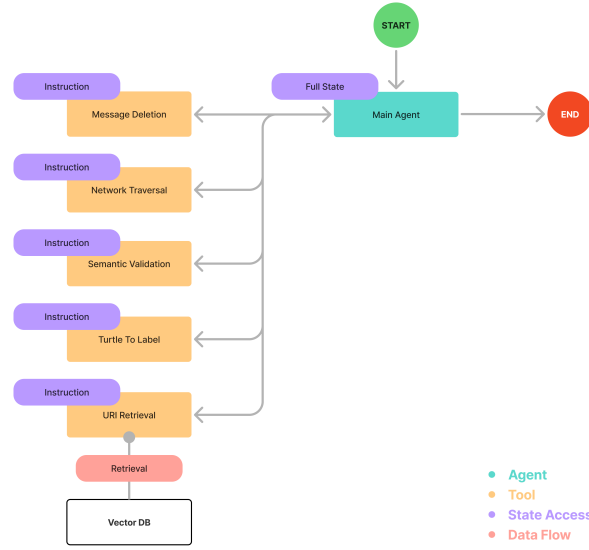 START
Instruction
Full State
Message Deletion
Main Agent
END
Instruction
Network Traversal
Instruction
Semantic Validation
Instruction
Turtle To Label
Instruction
URI Retrieval
Retrieval
Vector DB
Agent
Tool
State Access
Data Flow